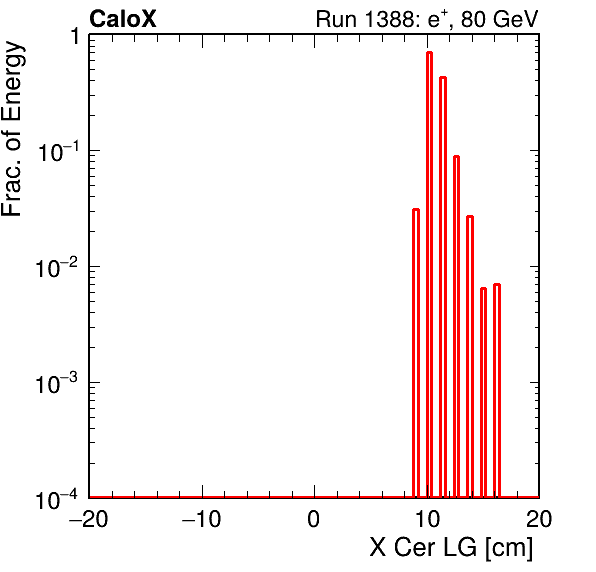 CaloX Run 1388: e⁺, 80 GeV
Frac. of Energy
1
10⁻¹
10⁻²
10⁻³
10⁻⁴
−20 −10 0 10 20
X Cer LG [cm]